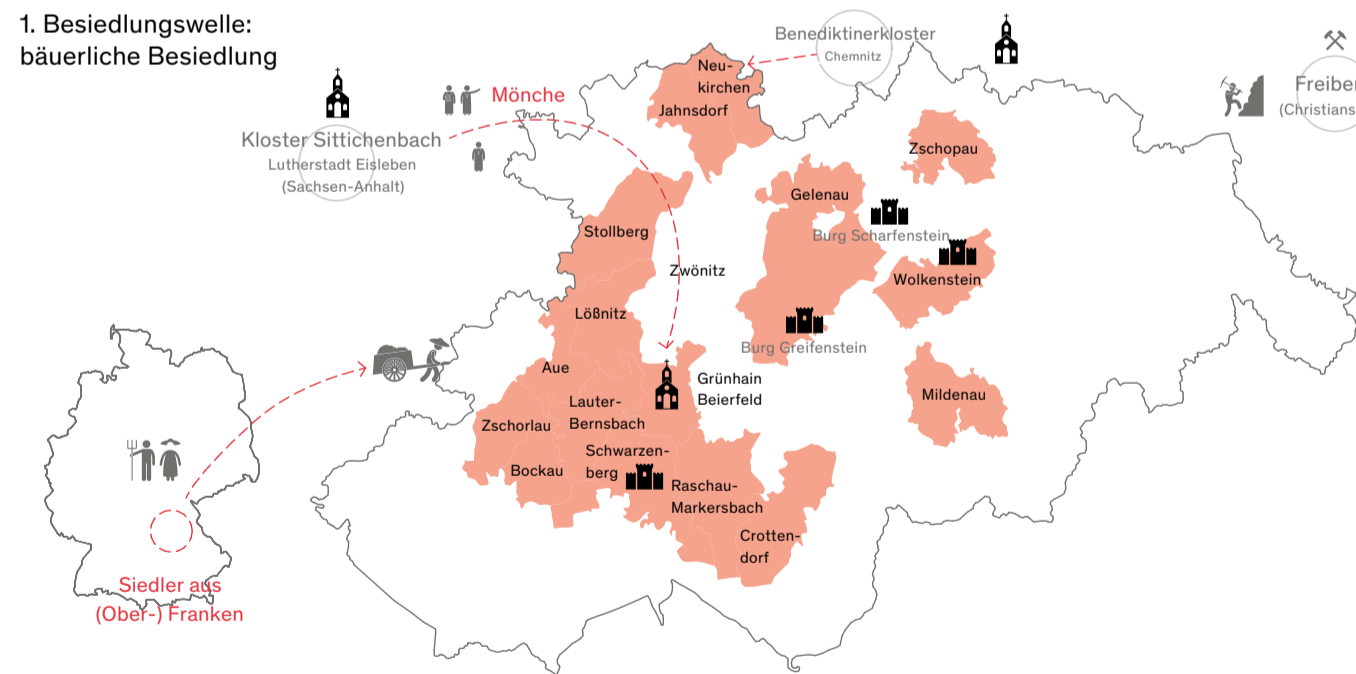 1. Besiedlungswelle:
bäuerliche Besiedlung
Benediktinerkloster
Chemnitz
Mönche
Kloster Sittichenbach
Lutherstadt Eisleben
(Sachsen-Anhalt)
Neu-
kirchen
Jahnsdorf
Freiber
(Christians
Zschopau
Gelenau
Burg Scharfenstein
Stollberg
Zwönitz
Wolkenstein
Lößnitz
Burg Greifenstein
Aue
Grünhain
Beierfeld
Mildenau
Lauter-
Bernsbach
Zschorlau
Schwarzen-
berg
Bockau
Raschau-
Markersbach
Crotten-
dorf
Siedler aus
(Ober-) Franken